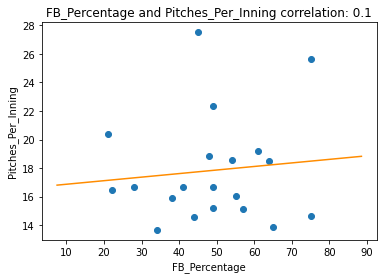 FB_Percentage and Pitches_Per_Inning correlation: 0.1
28
26
24
22
20
18
16
14
Pitches_Per_Inning
10 20 30 40 50 60 70 80 90
FB_Percentage